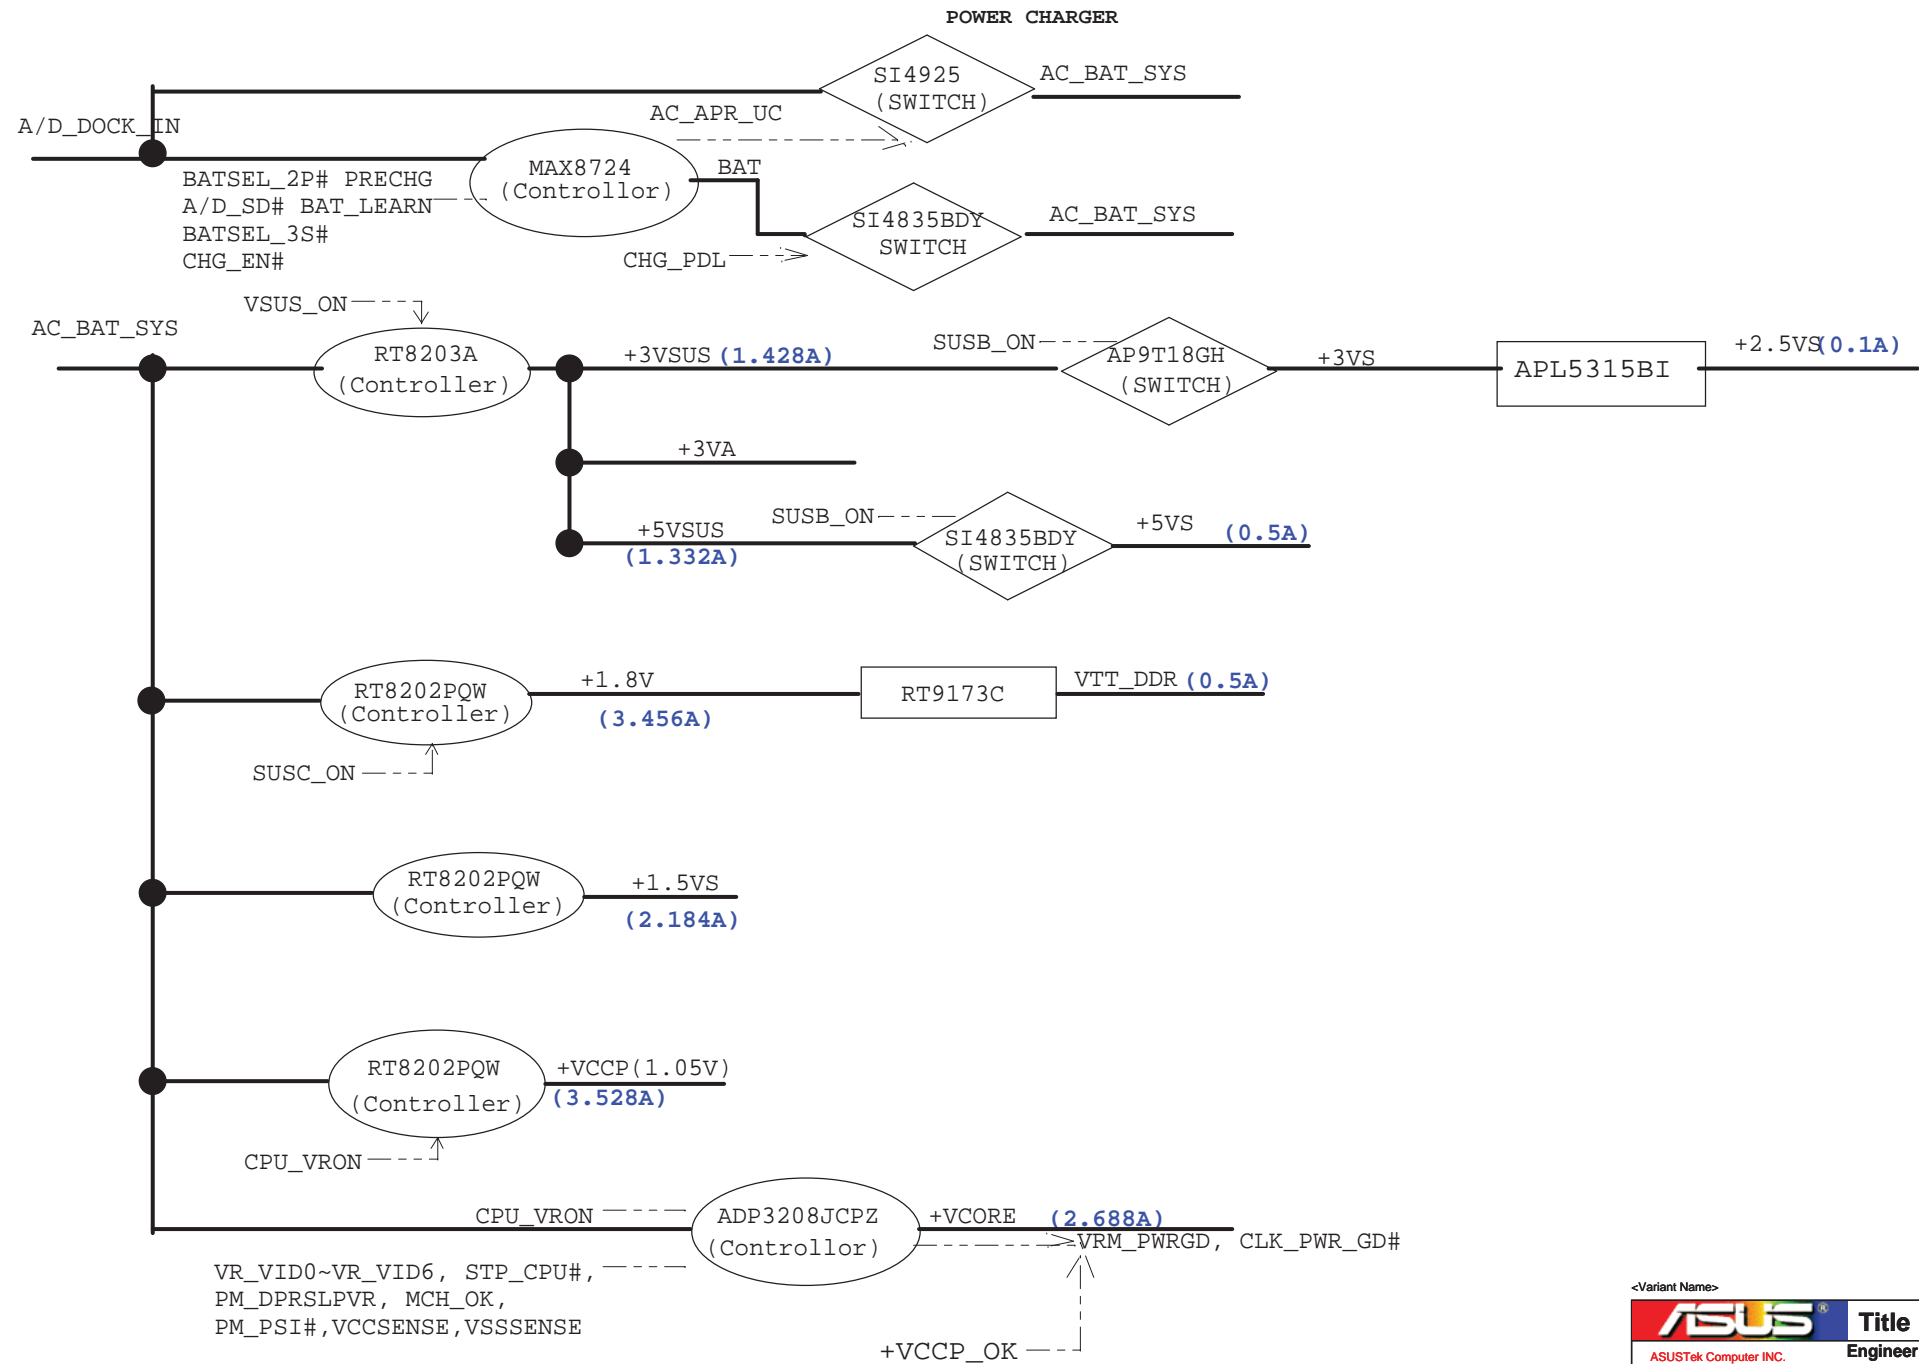 POWER CHARGER
SI4925
(SWITCH)
AC_BAT_SYS
A/D_DOCK_IN
AC_APR_UC
MAX8724
(Controllor)
BAT
BATSEL_2P# PRECHG
A/D_SD# BAT_LEARN
BATSEL_3S#
CHG_EN#
SI4835BDY
SWITCH
AC_BAT_SYS
CHG_PDL
VSUS_ON
AC_BAT_SYS
RT8203A
(Controller)
+3VSUS (1.428A)
SUSB_ON
AP9T18GH
(SWITCH)
+3VS
APL5315BI
+2.5VS(0.1A)
+3VA
+5VSUS
(1.332A)
SUSB_ON
SI4835BDY
(SWITCH)
+5VS (0.5A)
RT8202PQW
(Controller)
+1.8V
(3.456A)
RT9173C
VTT_DDR (0.5A)
SUSC_ON
RT8202PQW
(Controller)
+1.5VS
(2.184A)
RT8202PQW
(Controller)
+VCCP(1.05V)
(3.528A)
CPU_VRON
CPU_VRON
ADP3208JCPZ
(Controllor)
+VCORE (2.688A)
VRM_PWRGD, CLK_PWR_GD#
VR_VID0~VR_VID6, STP_CPU#,
PM_DPRSLPVR, MCH_OK,
PM_PSI#,VCCSENSE,VSSSENSE
+VCCP_OK
<Variant Name>
ASUS ®
Title
ASUSTek Computer INC.
Engineer